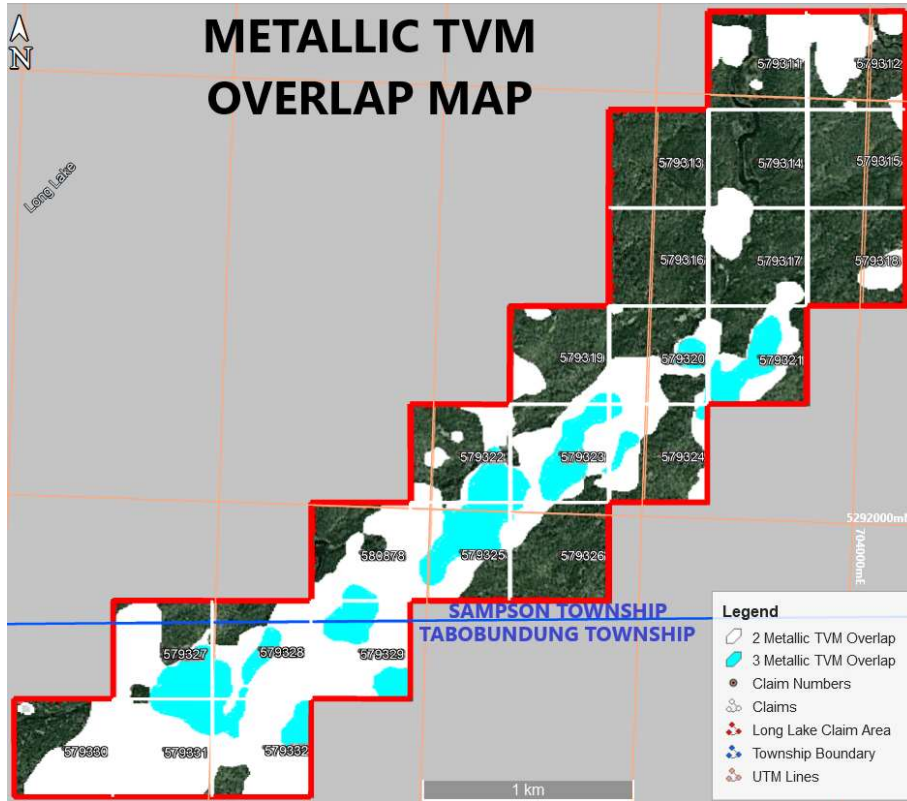 METALLIC TVM
OVERLAP MAP
N
Long Lake
579311
579312
579313
579314
579315
579316
579317
579318
579319
579320
579321
579322
579323
579324
580878
579325
579326
5292000mN
704000mE
SAMPSON TOWNSHIP
TABOBUNDUNG TOWNSHIP
579327
579328
579329
579330
579331
579332
1 km
Legend
2 Metallic TVM Overlap
3 Metallic TVM Overlap
Claim Numbers
Claims
Long Lake Claim Area
Township Boundary
UTM Lines